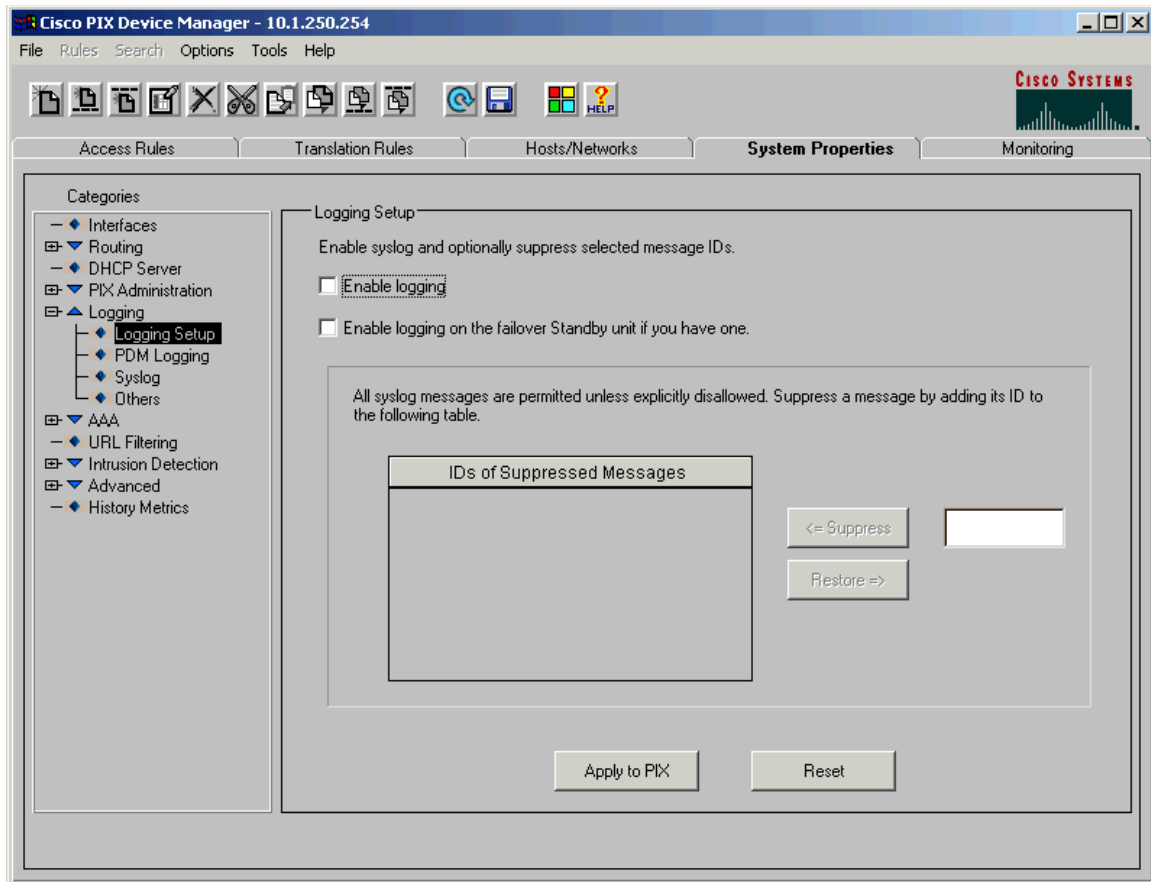 Cisco PIX Device Manager - 10.1.250.254
File Rules Search Options Tools Help
HELP
CISCO SYSTEMS
Access Rules Translation Rules Hosts/Networks System Properties Monitoring
Categories
Interfaces
Routing
DHCP Server
PIX Administration
Logging
Logging Setup
PDM Logging
Syslog
Others
AAA
URL Filtering
Intrusion Detection
Advanced
History Metrics
Logging Setup
Enable syslog and optionally suppress selected message IDs.
Enable logging
Enable logging on the failover Standby unit if you have one.
All syslog messages are permitted unless explicitly disallowed. Suppress a message by adding its ID to
the following table.
IDs of Suppressed Messages
<= Suppress
Restore =>
Apply to PIX Reset